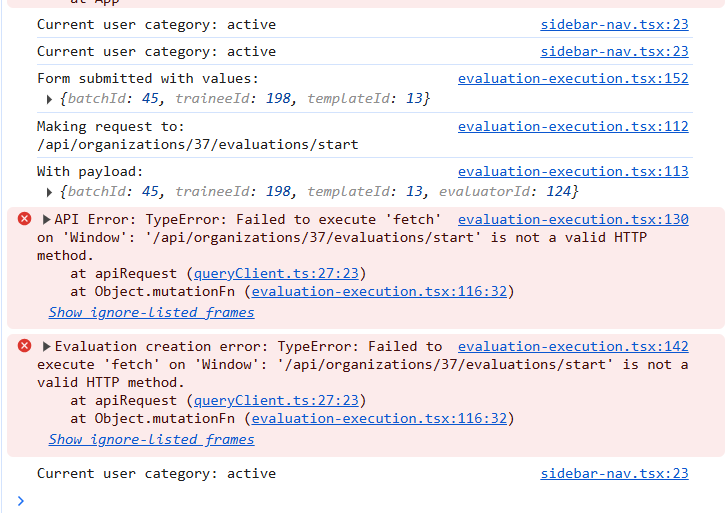 at App
Current user category: active sidebar-nav.tsx:23
Current user category: active sidebar-nav.tsx:23
Form submitted with values: evaluation-execution.tsx:152
▶ {batchId: 45, traineeId: 198, templateId: 13}
Making request to: evaluation-execution.tsx:112
/api/organizations/37/evaluations/start
With payload: evaluation-execution.tsx:113
▶ {batchId: 45, traineeId: 198, templateId: 13, evaluatorId: 124}
▶ API Error: TypeError: Failed to execute 'fetch' evaluation-execution.tsx:130
on 'Window': '/api/organizations/37/evaluations/start' is not a valid HTTP
method.
at apiRequest (queryClient.ts:27:23)
at Object.mutationFn (evaluation-execution.tsx:116:32)
Show ignore-listed frames
▶ Evaluation creation error: TypeError: Failed to evaluation-execution.tsx:142
execute 'fetch' on 'Window': '/api/organizations/37/evaluations/start' is not a
valid HTTP method.
at apiRequest (queryClient.ts:27:23)
at Object.mutationFn (evaluation-execution.tsx:116:32)
Show ignore-listed frames
Current user category: active sidebar-nav.tsx:23